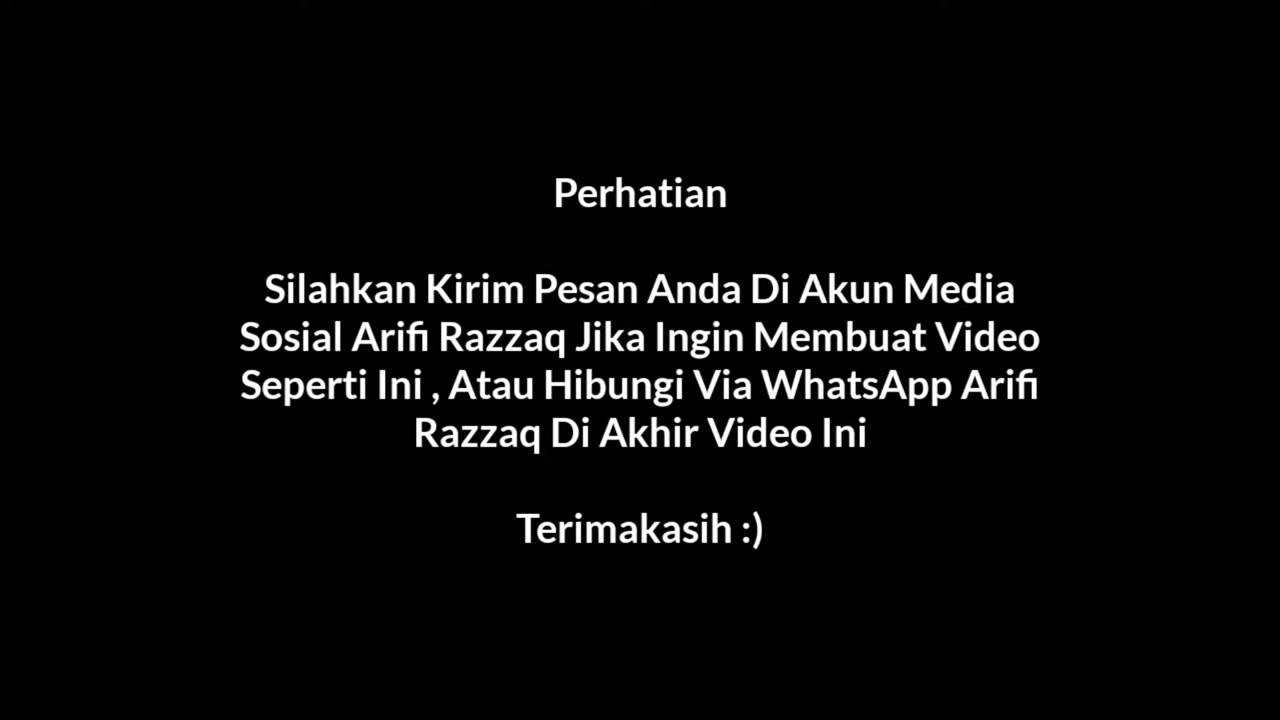 Perhatian
Silahkan Kirim Pesan Anda Di Akun Media
Sosial Arifi Razzaq Jika Ingin Membuat Video
Seperti Ini , Atau Hibungi Via WhatsApp Arifi
Razzaq Di Akhir Video Ini
Terimakasih :)